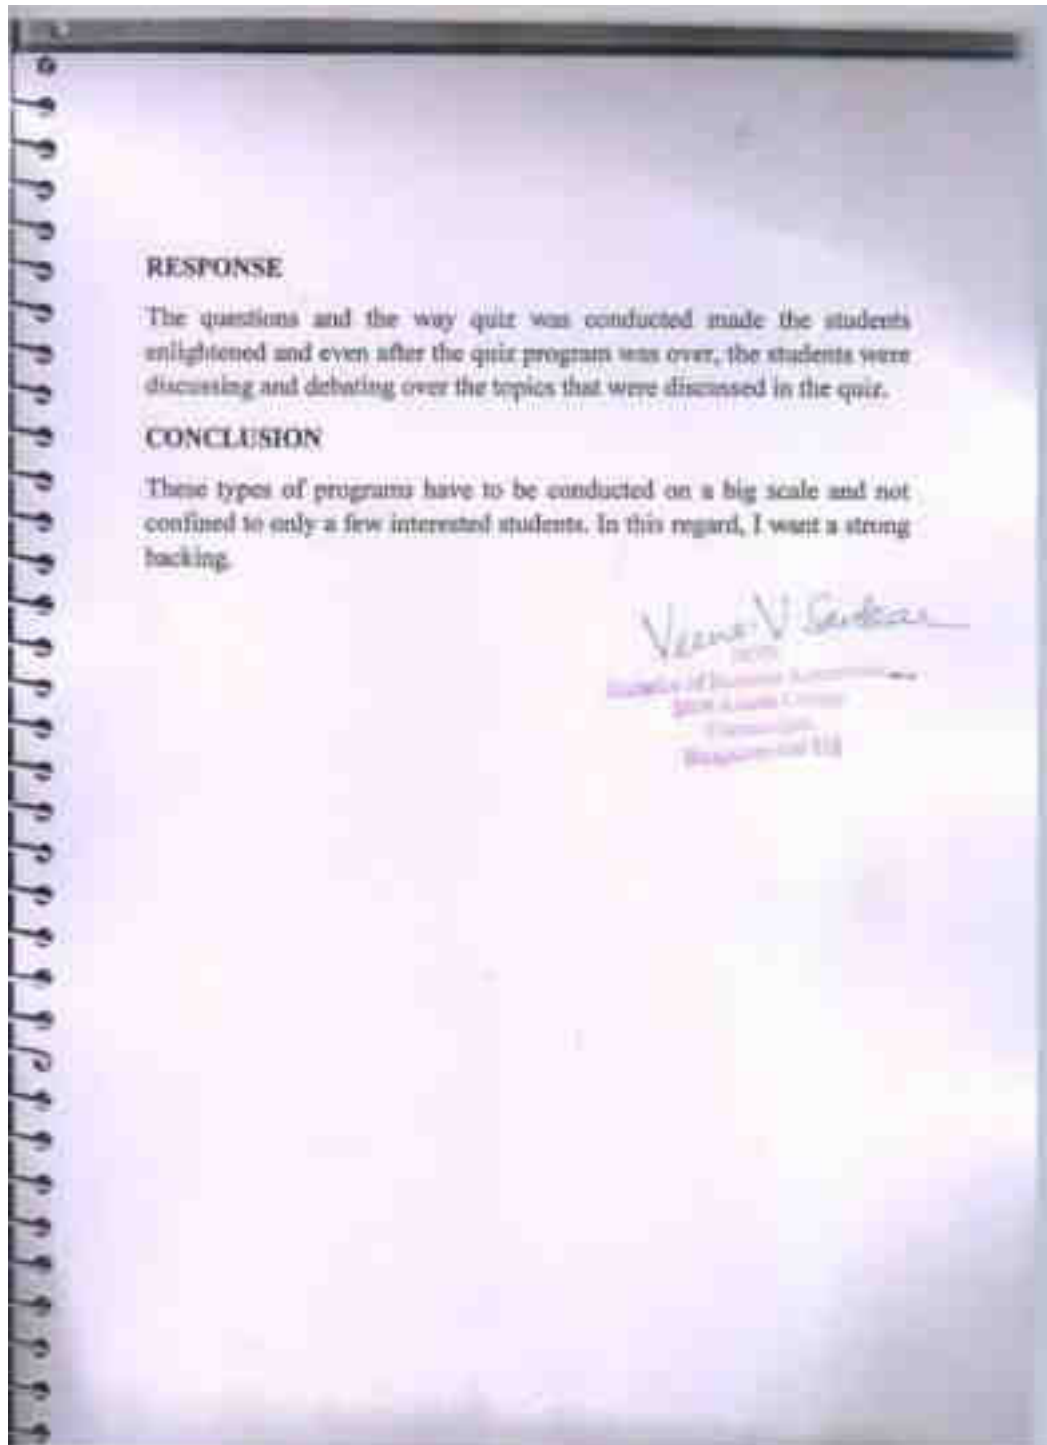 RESPONSE
The questions and the way quiz was conducted made the students
enlightened and even after the quiz program was over, the students were
discussing and debating over the topics that were discussed in the quiz.
CONCLUSION
These types of programs have to be conducted on a big scale and not
confined to only a few interested students. In this regard, I want a strong
backing.
Veena V
of Business